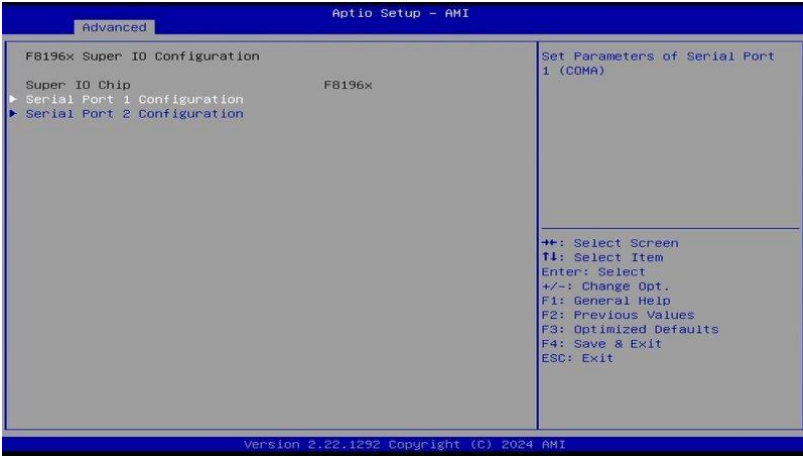 Aptio Setup – AMI
Advanced
F8196x Super IO Configuration
Super IO Chip F8196x
▶ Serial Port 1 Configuration
▶ Serial Port 2 Configuration
Set Parameters of Serial Port
1 (COMA)
→←: Select Screen
↑↓: Select Item
Enter: Select
+/-: Change Opt.
F1: General Help
F2: Previous Values
F3: Optimized Defaults
F4: Save & Exit
ESC: Exit
Version 2.22.1292 Copyright (C) 2024 AMI